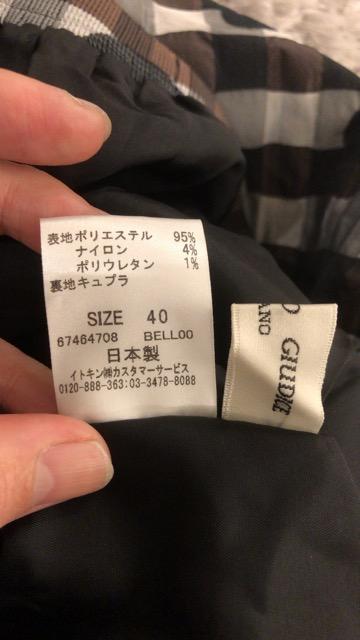 表地ポリエステル 95%
ナイロン 4%
ポリウレタン 1%
裏地キュプラ
SIZE 40
67464708 BELL00
日本製
イトキン㈱カスタマーサービス
0120-888-363:03-3478-8088
O GIUDICE
ANO